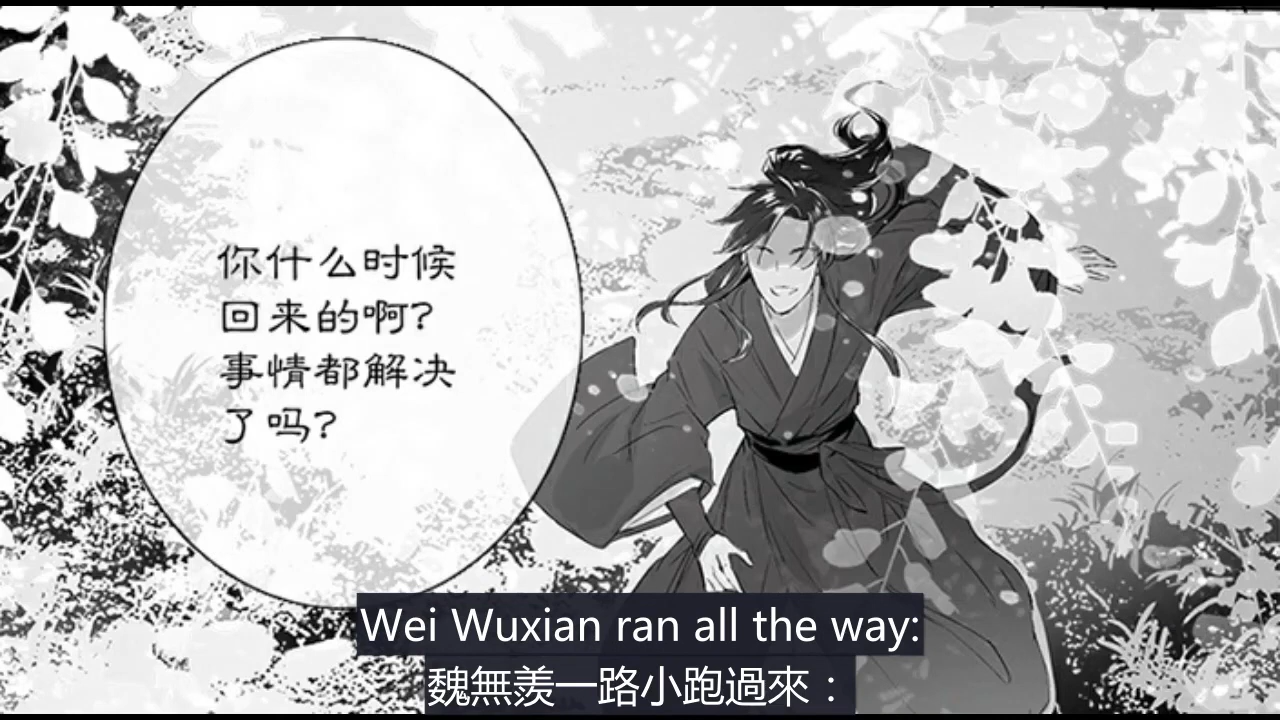 你什么时候
回来的啊?
事情都解决
了吗?
Wei Wuxian ran all the way:
魏無羨一路小跑過來：